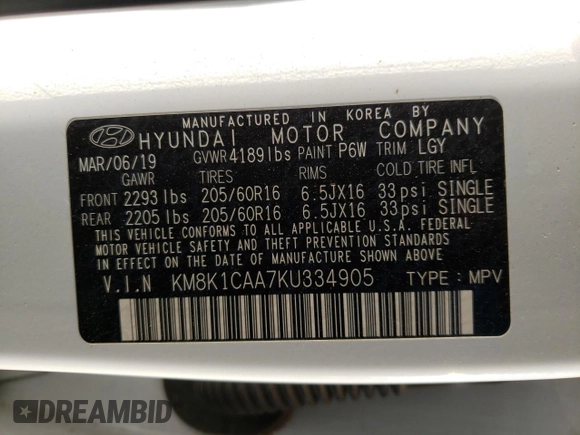 MANUFACTURED IN KOREA BY
HYUNDAI MOTOR COMPANY
MAR/06/19 GVWR 4189 lbs PAINT P6W TRIM LGY
GAWR TIRES RIMS COLD TIRE INFL
FRONT 2293 lbs 205/60R16 6.5JX16 33psi SINGLE
REAR 2205 lbs 205/60R16 6.5JX16 33psi SINGLE
THIS VEHICLE CONFORMS TO ALL APPLICABLE U.S.A. FEDERAL
MOTOR VEHICLE SAFETY AND THEFT PREVENTION STANDARDS
IN EFFECT ON THE DATE OF MANUFACTURE SHOWN ABOVE.
V.I.N KM8K1CAA7KU334905 TYPE : MPV
DREAMBID